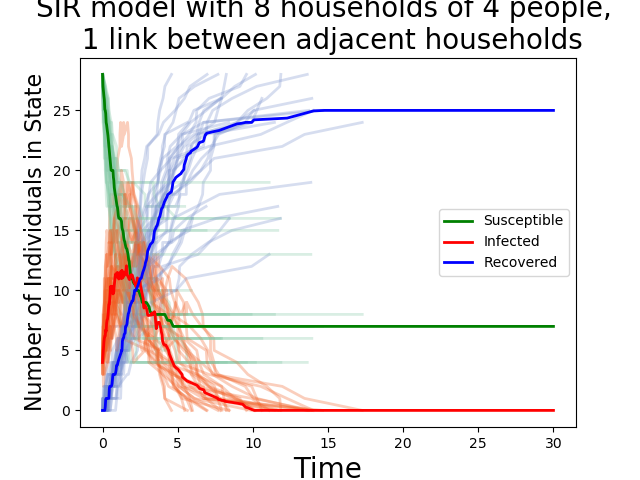 SIR model with 8 households of 4 people,
1 link between adjacent households
Number of Individuals in State
25
20
15
10
5
0
Susceptible
Infected
Recovered
0 5 10 15 20 25 30
Time